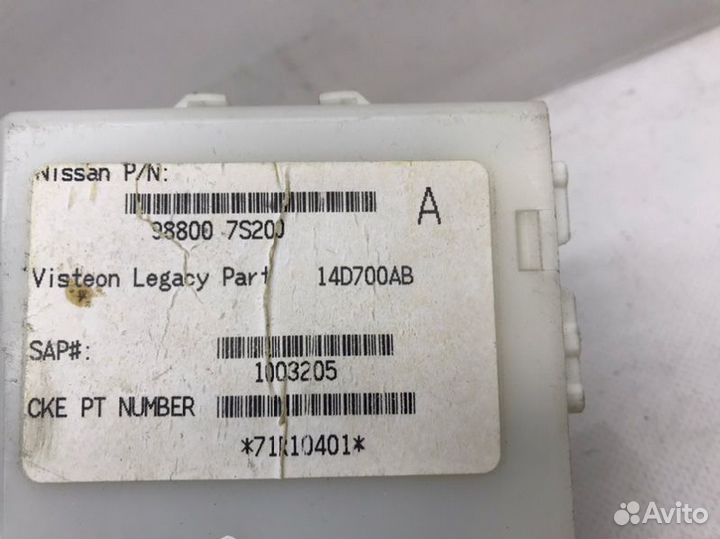 Nissan P/N:
98800 7S200
A
Visteon Legacy Part 14D700AB
SAP#:
1003205
CKE PT NUMBER
*71R10401*
Avito